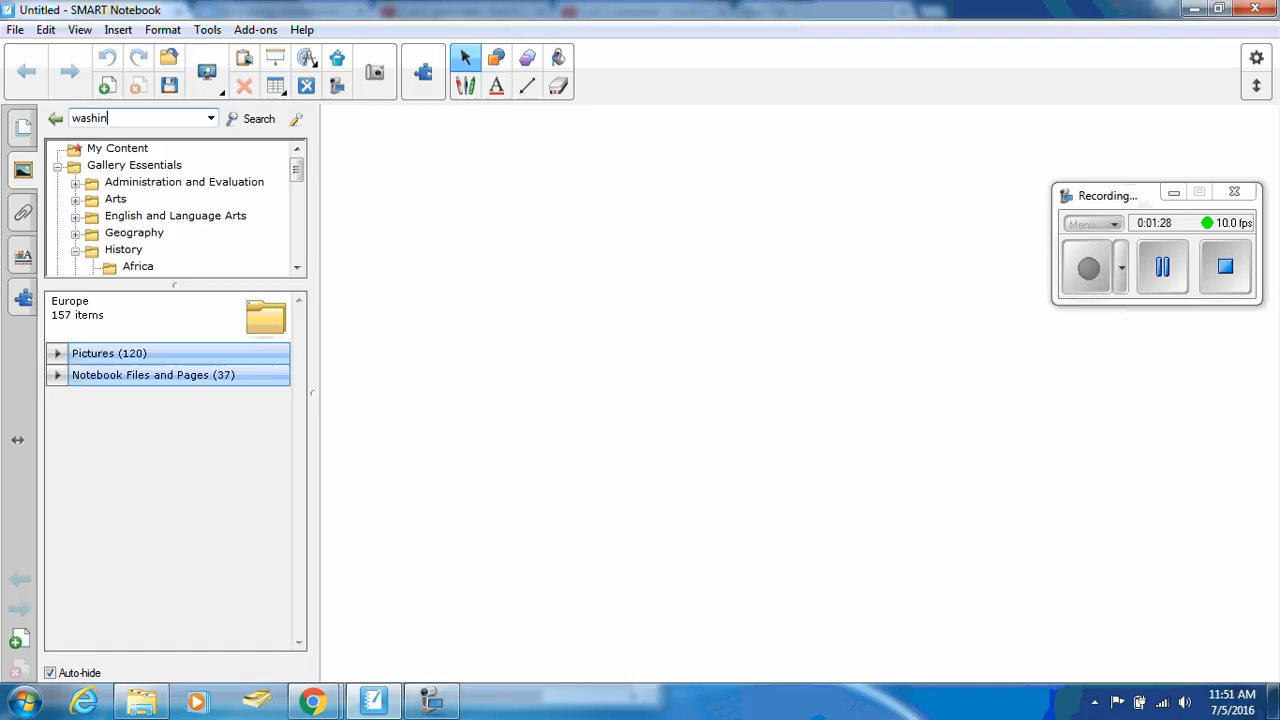 Untitled - SMART Notebook
File Edit View Insert Format Tools Add-ons Help
washin
Search
My Content
Gallery Essentials
Administration and Evaluation
Arts
English and Language Arts
Geography
History
Africa
Europe
157 items
Pictures (120)
Notebook Files and Pages (37)
Auto-hide
Recording...
Menu
0:01:28
10.0 fps
11:51 AM
7/5/2016